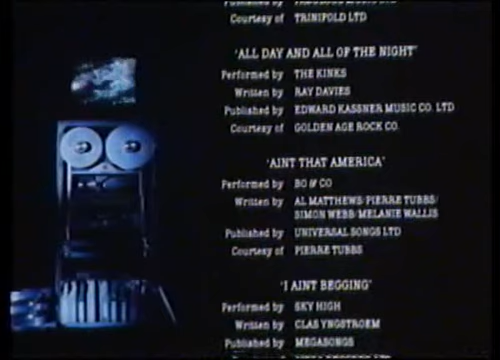 Courtesy of TRINIFOLD LTD
'ALL DAY AND ALL OF THE NIGHT'
Performed by THE KINKS
Written by RAY DAVIES
Published by EDWARD KASSNER MUSIC CO. LTD
Courtesy of GOLDEN AGE ROCK CO.
'AINT THAT AMERICA'
Performed by BO & CO
Written by AL MATTHEWS/PIERRE TUBBS/
SIMON WEBB/MELANIE WALLIS
Published by UNIVERSAL SONGS LTD
Courtesy of PIERRE TUBBS
'I AINT BEGGING'
Performed by SKY HIGH
Written by CLAS YNGSTROEM
Published by MEGASONGS